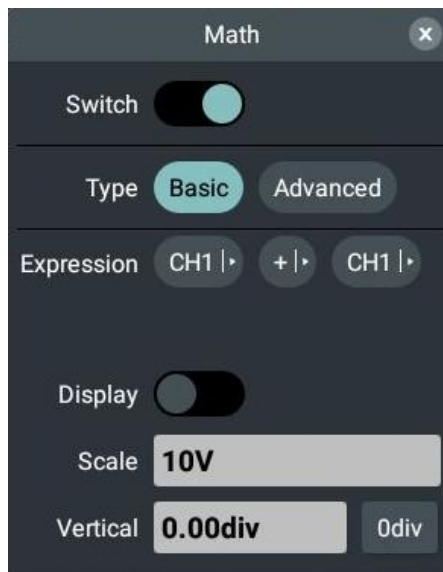 Math x
Switch
Type Basic Advanced
Expression CH1 + CH1
Display
Scale 10V
Vertical 0.00div 0div